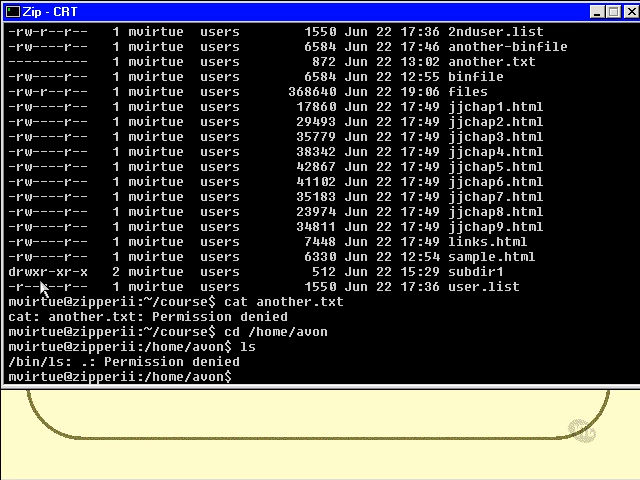 Zip - CRT
-rw-r--r-- 1 mvirtue users 1550 Jun 22 17:36 2nduser.list
-rw----r-- 1 mvirtue users 6584 Jun 22 17:46 another-binfile
---------- 1 mvirtue users 872 Jun 22 13:02 another.txt
-rw----r-- 1 mvirtue users 6584 Jun 22 12:55 binfile
-rw-r--r-- 1 mvirtue users 368640 Jun 22 19:06 files
-rw----r-- 1 mvirtue users 17860 Jun 22 17:49 jjchap1.html
-rw----r-- 1 mvirtue users 29493 Jun 22 17:49 jjchap2.html
-rw----r-- 1 mvirtue users 35779 Jun 22 17:49 jjchap3.html
-rw----r-- 1 mvirtue users 38342 Jun 22 17:49 jjchap4.html
-rw----r-- 1 mvirtue users 42867 Jun 22 17:49 jjchap5.html
-rw----r-- 1 mvirtue users 41102 Jun 22 17:49 jjchap6.html
-rw----r-- 1 mvirtue users 35183 Jun 22 17:49 jjchap7.html
-rw----r-- 1 mvirtue users 23974 Jun 22 17:49 jjchap8.html
-rw----r-- 1 mvirtue users 34811 Jun 22 17:49 jjchap9.html
-rw----r-- 1 mvirtue users 7448 Jun 22 17:49 links.html
-rw----r-- 1 mvirtue users 6330 Jun 22 12:54 sample.html
drwxr-xr-x 2 mvirtue users 512 Jun 22 15:29 subdir1
-r-----r-- 1 mvirtue users 1550 Jun 22 17:36 user.list
mvirtue@zipperii:~/course$ cat another.txt
cat: another.txt: Permission denied
mvirtue@zipperii:~/course$ cd /home/avon
mvirtue@zipperii:/home/avon$ ls
/bin/ls: .: Permission denied
mvirtue@zipperii:/home/avon$